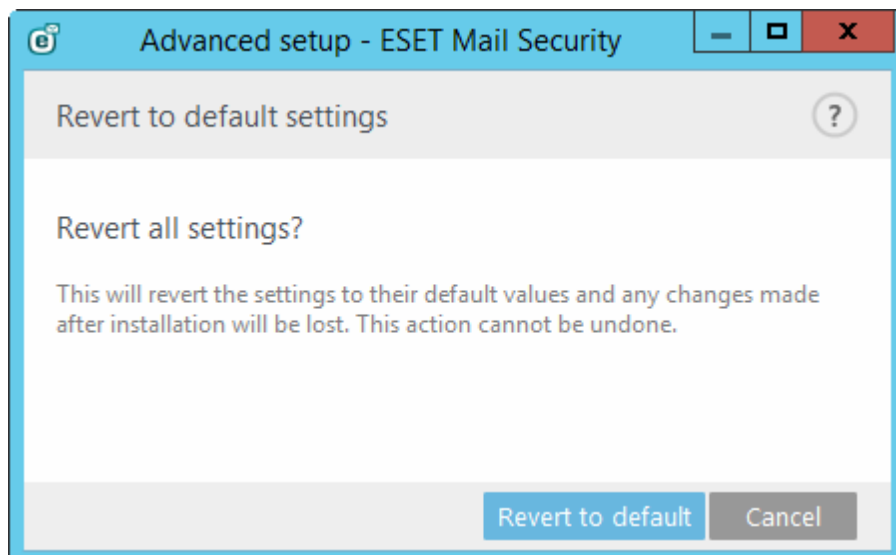 Advanced setup - ESET Mail Security
Revert to default settings
?
Revert all settings?
This will revert the settings to their default values and any changes made
after installation will be lost. This action cannot be undone.
Revert to default
Cancel